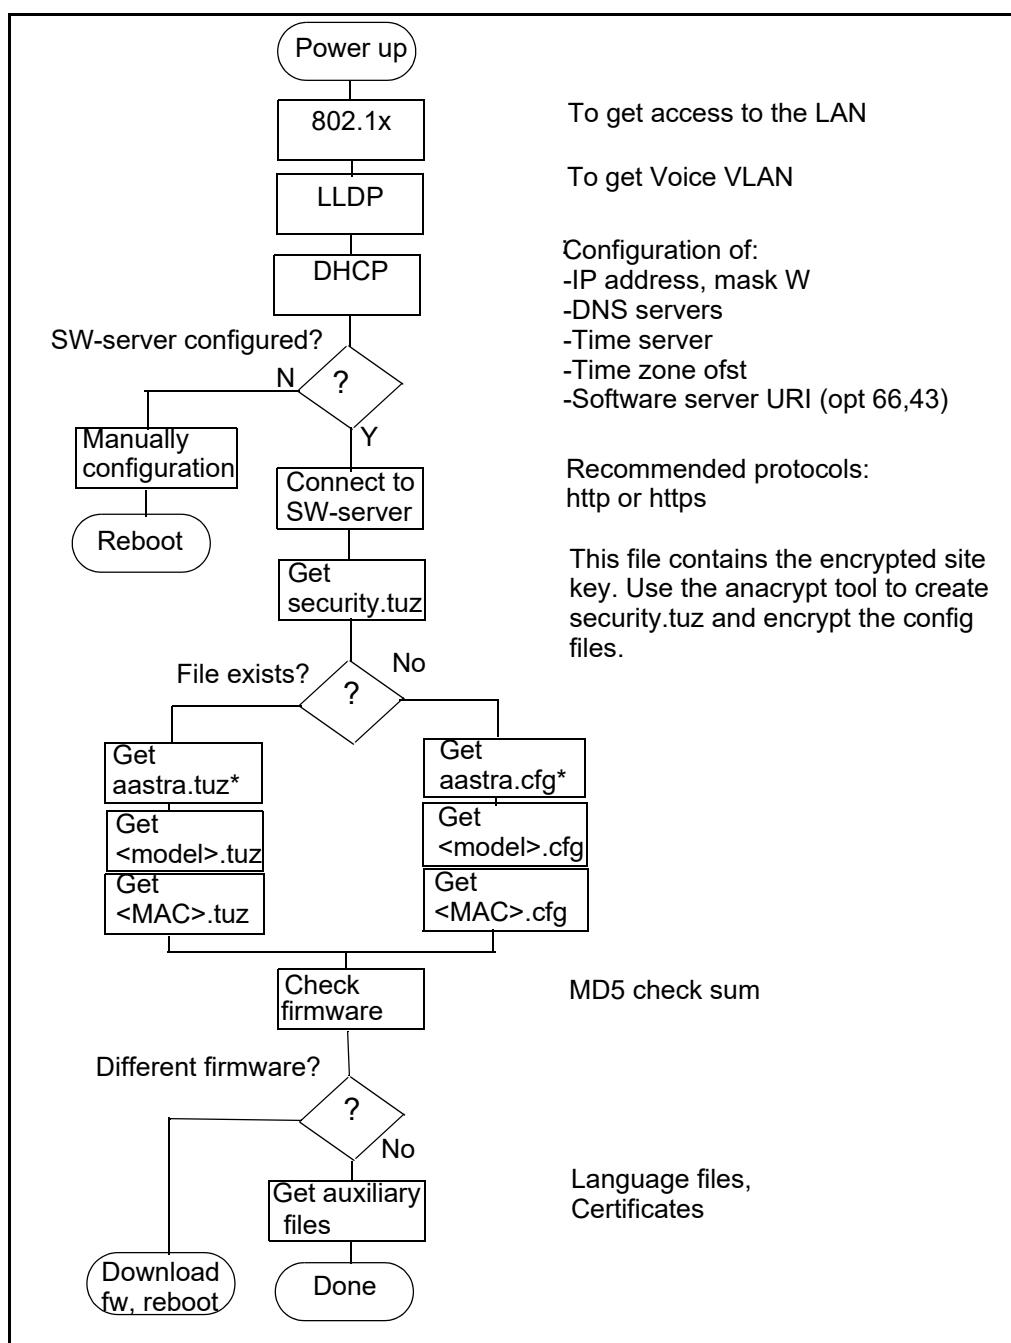 Power up
802.1x
To get access to the LAN
LLDP
To get Voice VLAN
DHCP
Configuration of:
-IP address, mask W
-DNS servers
-Time server
-Time zone ofst
-Software server URI (opt 66,43)
SW-server configured?
?
N
Y
Manually
configuration
Reboot
Connect to
SW-server
Recommended protocols:
http or https
Get
security.tuz
This file contains the encrypted site
key. Use the anacrypt tool to create
security.tuz and encrypt the config
files.
File exists?
?
No
Get
aastra.tuz*
Get
<model>.tuz
Get
<MAC>.tuz
Get
aastra.cfg*
Get
<model>.cfg
Get
<MAC>.cfg
Check
firmware
MD5 check sum
Different firmware?
?
No
Get auxiliary
files
Language files,
Certificates
Download
fw, reboot
Done